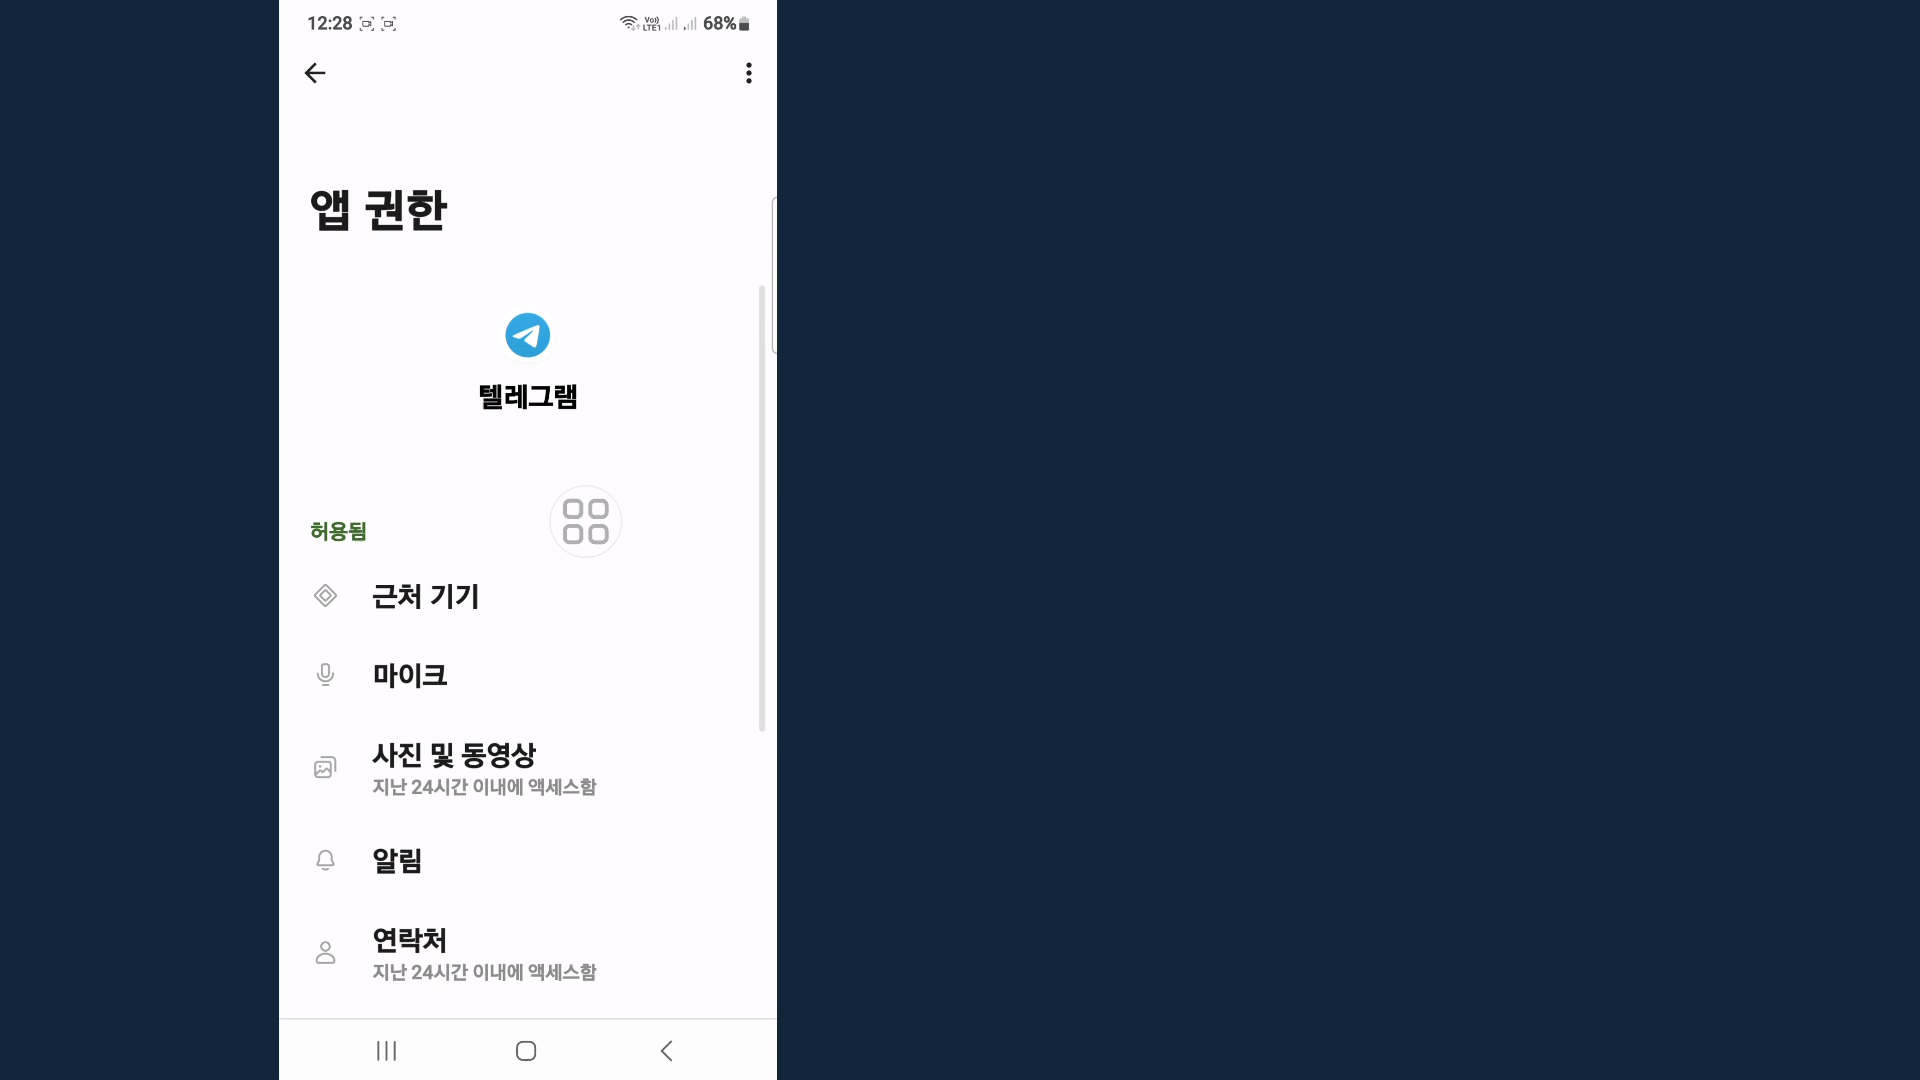 12:28 Vo)) LTE1 68%
앱 권한
텔레그램
허용됨
근처 기기
마이크
사진 및 동영상
지난 24시간 이내에 액세스함
알림
연락처
지난 24시간 이내에 액세스함